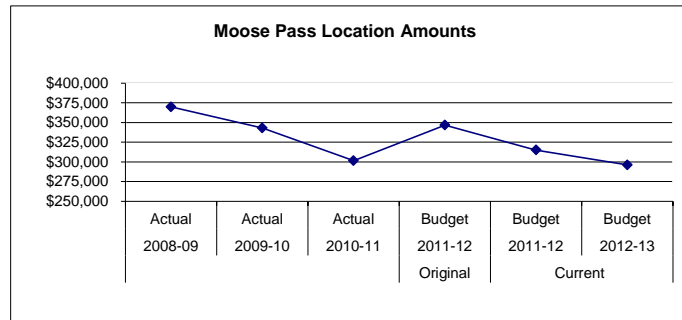 Moose Pass Location Amounts
$400,000
$375,000
$350,000
$325,000
$300,000
$275,000
$250,000
Actual Actual Actual Budget Budget Budget
2008-09 2009-10 2010-11 2011-12 2011-12 2012-13
Original Current